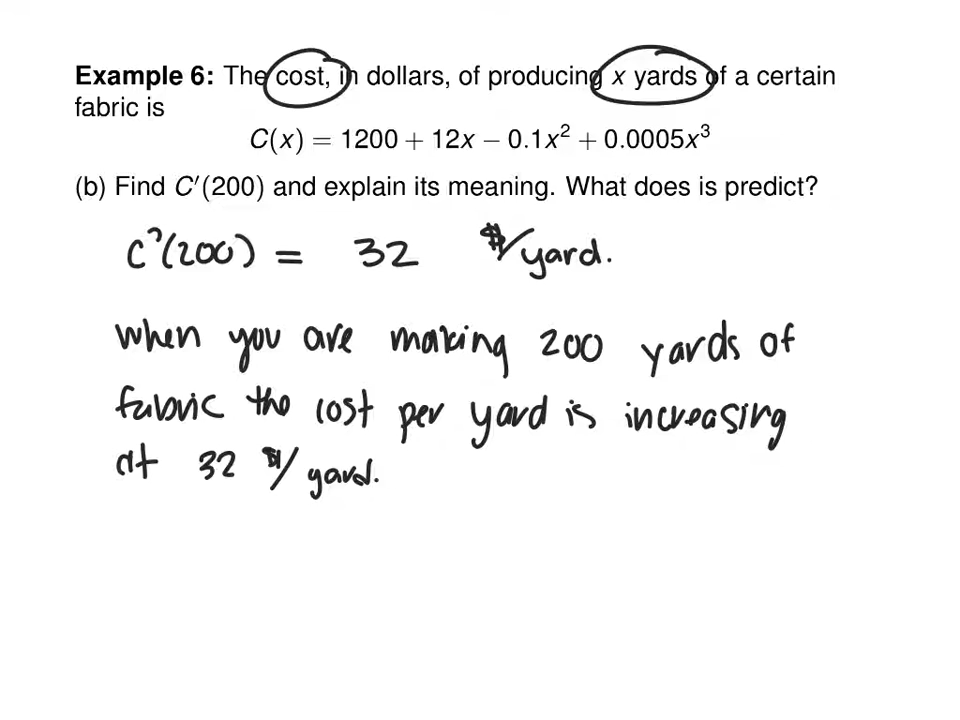 Example 6: The cost, in dollars, of producing x yards of a certain
fabric is
C(x) = 1200 + 12x − 0.1x² + 0.0005x³
(b) Find C′(200) and explain its meaning. What does is predict?
C'(200) = 32 $/yard.
when you are making 200 yards of
fabric the cost per yard is increasing
at 32 $/yard.